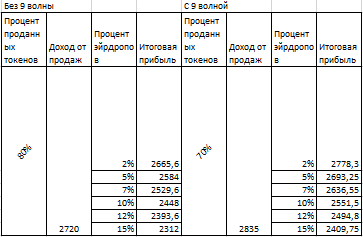 Без 9 волны С 9 волной
Процент проданных токенов Доход от продаж Процент эйрдропов Итоговая прибыль Процент проданных токенов Доход от продаж Процент эйрдропов Итоговая прибыль
80% 70%
2% 2665,6 2% 2778,3
5% 2584 5% 2693,25
7% 2529,6 7% 2636,55
10% 2448 10% 2551,5
12% 2393,6 12% 2494,8
2720 15% 2312 2835 15% 2409,75